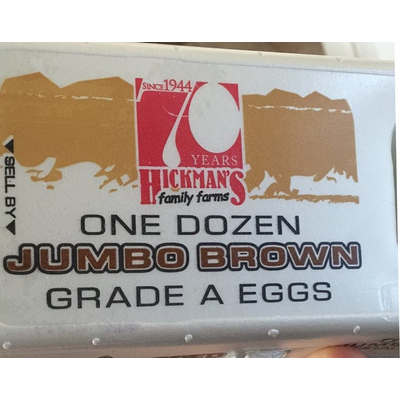 SINCE 1944
70
YEARS
HICKMAN'S
family farms
SELL BY
ONE DOZEN
JUMBO BROWN
GRADE A EGGS